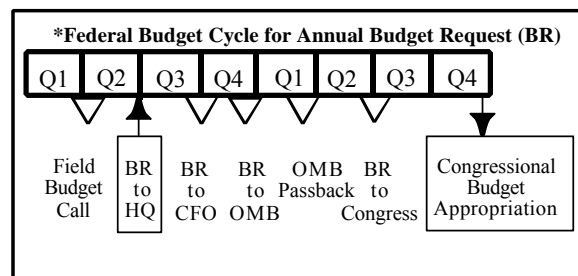 *Federal Budget Cycle for Annual Budget Request (BR)
Q1 Q2 Q3 Q4 Q1 Q2 Q3 Q4
Field
Budget
Call
BR
to
HQ
BR
to
CFO
BR
to
OMB
OMB
Passback
BR
to
Congress
Congressional
Budget
Appropriation